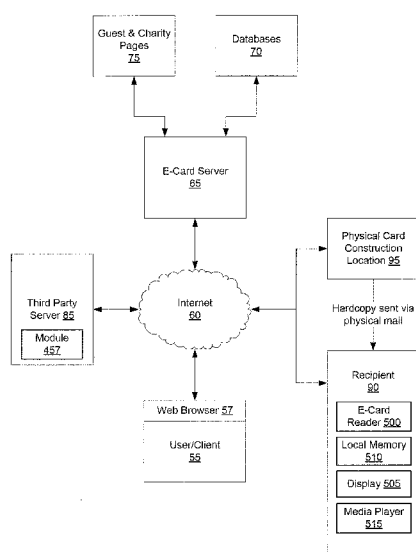 Guest & Charity
Pages
75
Databases
70
E-Card Server
65
Physical Card
Construction
Location 95
Third Party
Server 85
Module
457
Internet
60
Hardcopy sent via
physical mail
Recipient
90
E-Card
Reader 500
Local Memory
510
Display 505
Media Player
515
Web Browser 57
User/Client
55